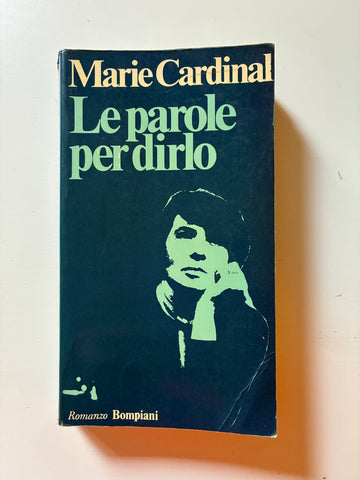 Marie Cardinal
Le parole
per dirlo
Romanzo Bompiani